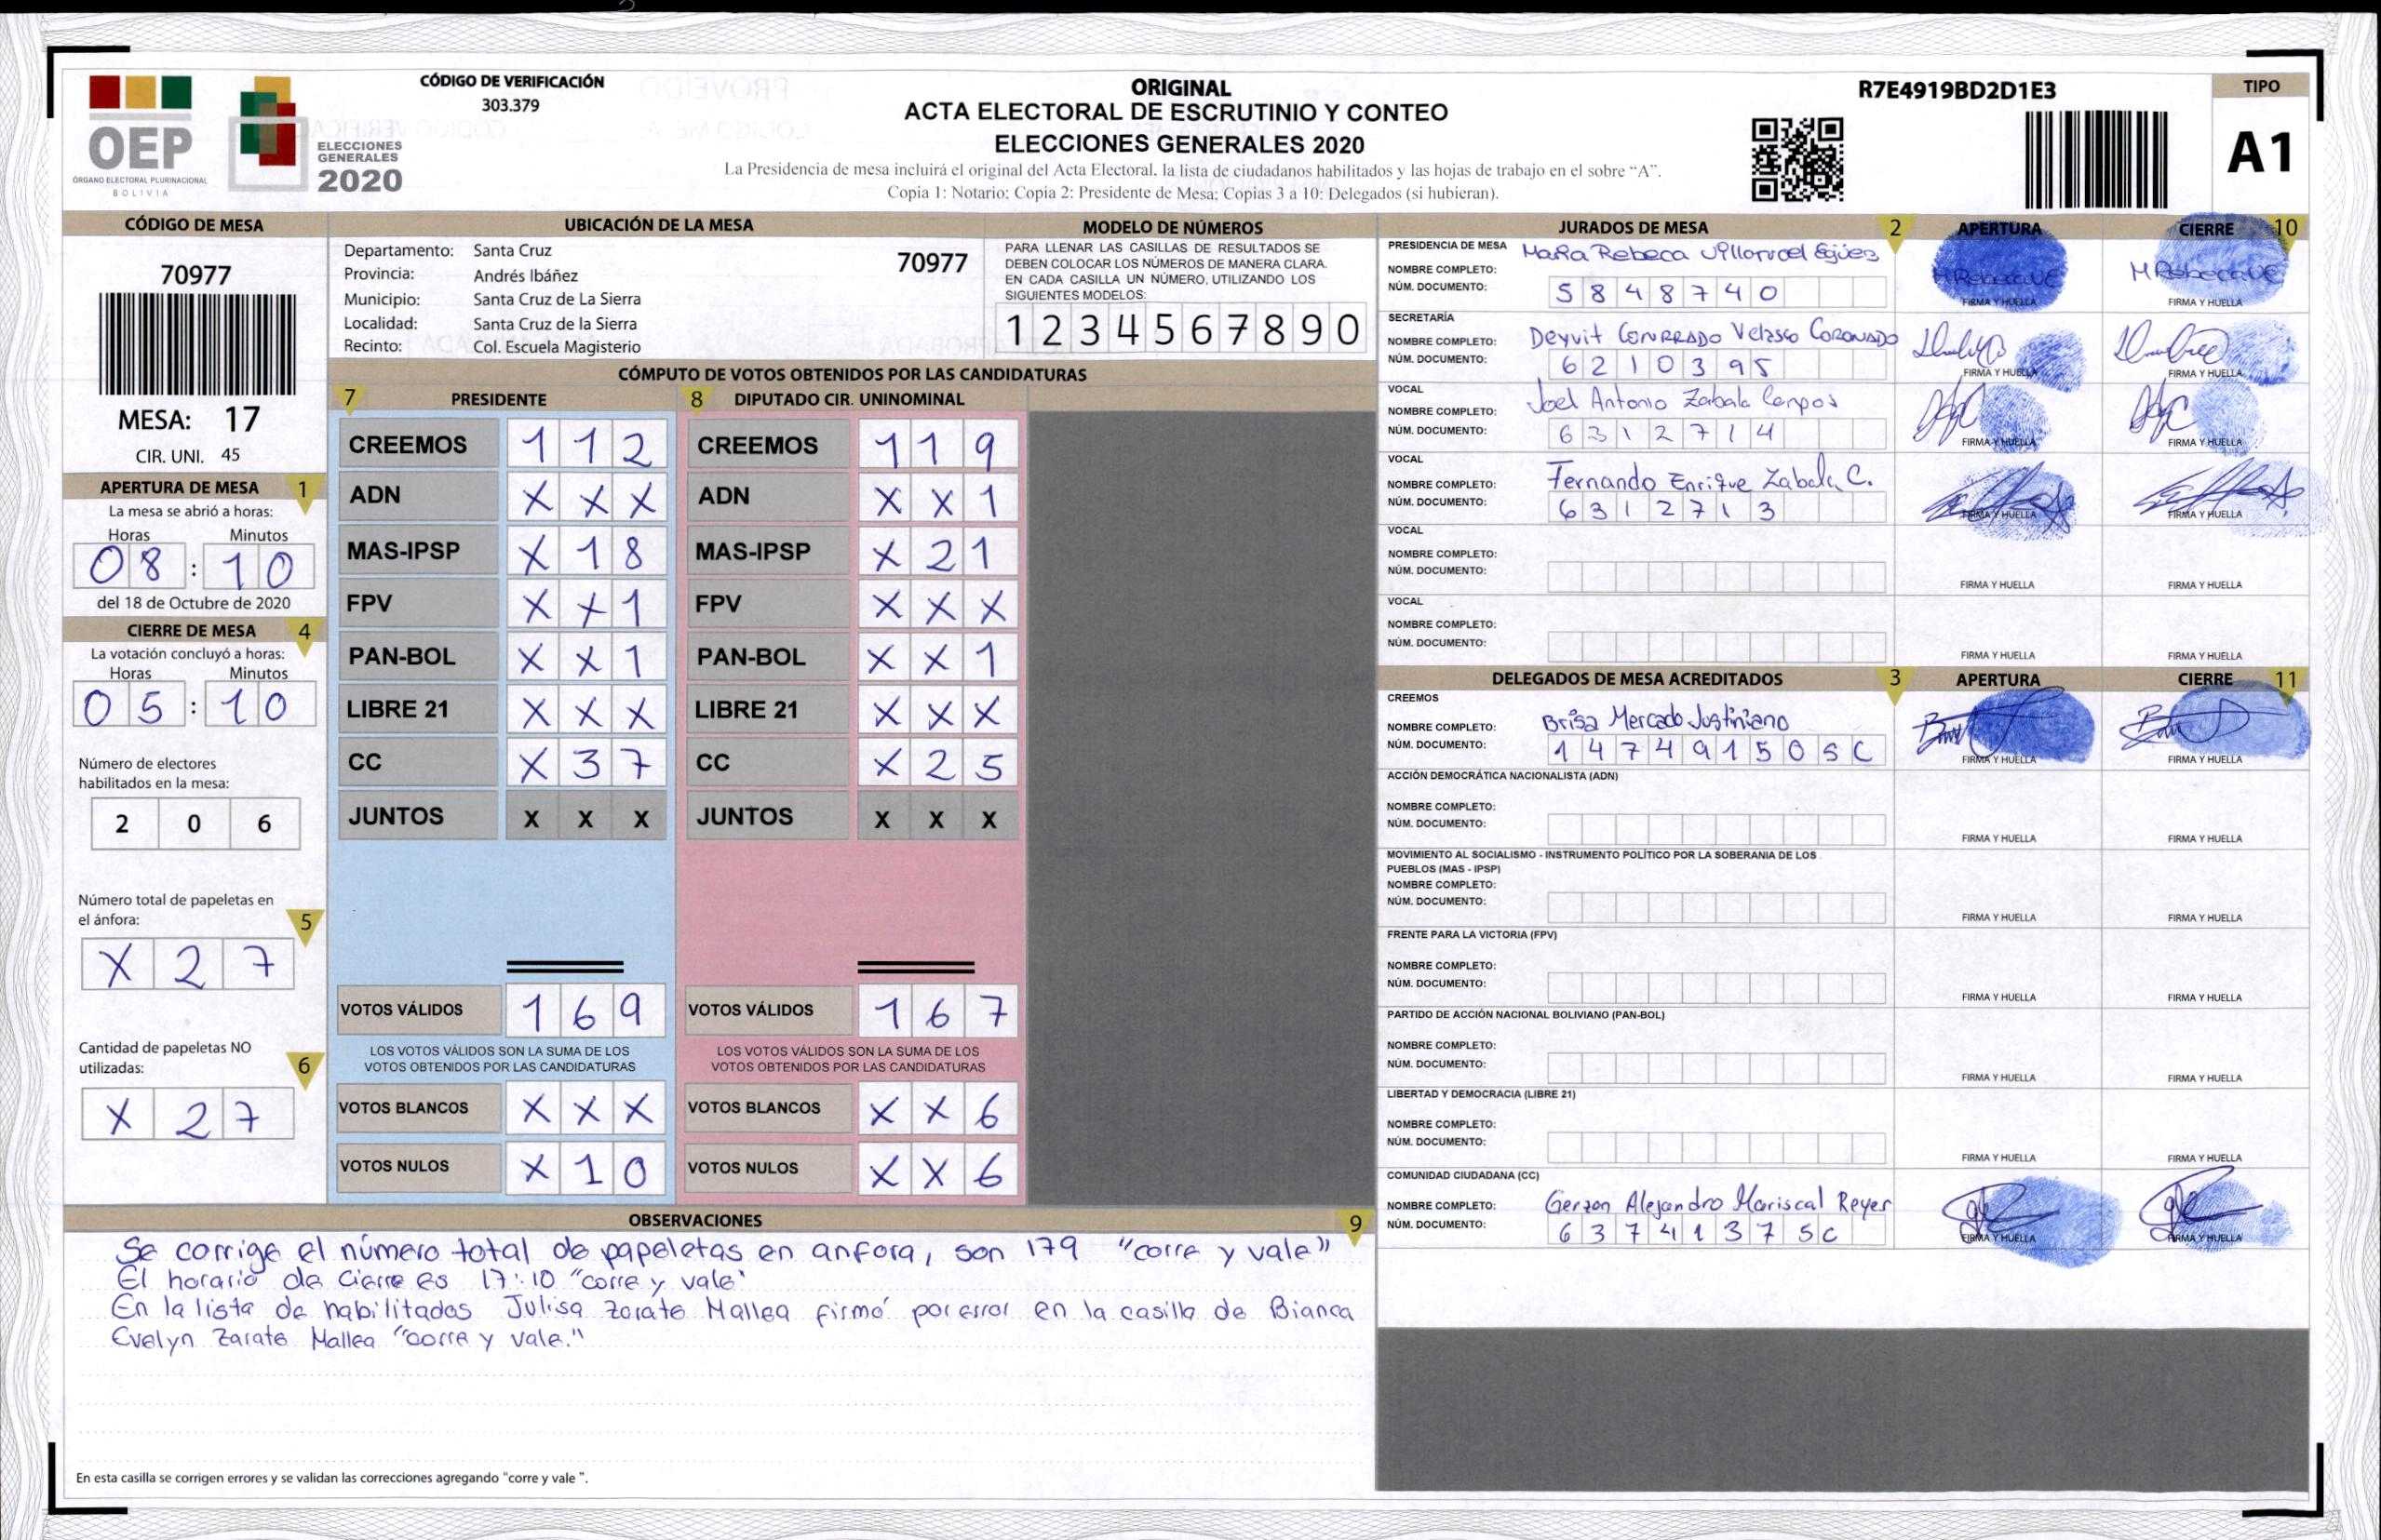 CÓDIGO DE VERIFICACIÓN
303.379
OEP
ÓRGANO ELECTORAL PLURINACIONAL
BOLIVIA
ELECCIONES
GENERALES
2020
ORIGINAL
ACTA ELECTORAL DE ESCRUTINIO Y CONTEO
ELECCIONES GENERALES 2020
La Presidencia de mesa incluirá el original del Acta Electoral, la lista de ciudadanos habilitados y las hojas de trabajo en el sobre “A”.
Copia 1: Notario; Copia 2: Presidente de Mesa; Copias 3 a 10: Delegados (si hubieran).
R7E4919BD2D1E3
TIPO
A1
CÓDIGO DE MESA
70977
MESA: 17
CIR. UNI. 45
APERTURA DE MESA 1
La mesa se abrió a horas:
Horas Minutos
08 : 10
del 18 de Octubre de 2020
CIERRE DE MESA 4
La votación concluyó a horas:
Horas Minutos
05 : 10
Número de electores
habilitados en la mesa:
2 0 6
Número total de papeletas en
el ánfora: 5
X 2 7
Cantidad de papeletas NO
utilizadas: 6
X 2 7
UBICACIÓN DE LA MESA
Departamento: Santa Cruz
70977
Provincia: Andrés Ibáñez
Municipio: Santa Cruz de La Sierra
Localidad: Santa Cruz de la Sierra
Recinto: Col. Escuela Magisterio
MODELO DE NÚMEROS
PARA LLENAR LAS CASILLAS DE RESULTADOS SE
DEBEN COLOCAR LOS NÚMEROS DE MANERA CLARA.
EN CADA CASILLA UN NÚMERO, UTILIZANDO LOS
SIGUIENTES MODELOS:
1 2 3 4 5 6 7 8 9 0
CÓMPUTO DE VOTOS OBTENIDOS POR LAS CANDIDATURAS
7 PRESIDENTE
CREEMOS 1 1 2
ADN X X X
MAS-IPSP X 1 8
FPV X X 1
PAN-BOL X X 1
LIBRE 21 X X X
CC X 3 7
JUNTOS X X X
VOTOS VÁLIDOS 1 6 9
LOS VOTOS VÁLIDOS SON LA SUMA DE LOS
VOTOS OBTENIDOS POR LAS CANDIDATURAS
VOTOS BLANCOS X X X
VOTOS NULOS X 1 0
8 DIPUTADO CIR. UNINOMINAL
CREEMOS 1 1 9
ADN X X 1
MAS-IPSP X 2 1
FPV X X X
PAN-BOL X X 1
LIBRE 21 X X X
CC X 2 5
JUNTOS X X X
VOTOS VÁLIDOS 1 6 7
LOS VOTOS VÁLIDOS SON LA SUMA DE LOS
VOTOS OBTENIDOS POR LAS CANDIDATURAS
VOTOS BLANCOS X X 6
VOTOS NULOS X X 6
OBSERVACIONES 9
Se corrige el número total de papeletas en anfora, son 179 "corre y vale"
El horario de cierre es 17:10 "corre y vale"
En la lista de habilitados Julisa Zarate Mallea firmó por error en la casilla de Bianca
Evelyn Zarate Mallea "corre y vale."
En esta casilla se corrigen errores y se validan las correcciones agregando "corre y vale ".
JURADOS DE MESA 2 APERTURA CIERRE 10
PRESIDENCIA DE MESA
NOMBRE COMPLETO: Maria Rebeca Villarroel Egüez
NÚM. DOCUMENTO: 5848740
M Rebeca VE M Rebeca VE
FIRMA Y HUELLA FIRMA Y HUELLA
SECRETARÍA
NOMBRE COMPLETO: Deyvit CONRRADO Velasco CORONADO
NÚM. DOCUMENTO: 6210395
FIRMA Y HUELLA FIRMA Y HUELLA
VOCAL
NOMBRE COMPLETO: Joel Antonio Zabala Campos
NÚM. DOCUMENTO: 6312714
FIRMA Y HUELLA FIRMA Y HUELLA
VOCAL
NOMBRE COMPLETO: Fernando Enrique Zabala C.
NÚM. DOCUMENTO: 6312713
FIRMA Y HUELLA FIRMA Y HUELLA
VOCAL
NOMBRE COMPLETO:
NÚM. DOCUMENTO:
FIRMA Y HUELLA FIRMA Y HUELLA
VOCAL
NOMBRE COMPLETO:
NÚM. DOCUMENTO:
FIRMA Y HUELLA FIRMA Y HUELLA
DELEGADOS DE MESA ACREDITADOS 3 APERTURA CIERRE 11
CREEMOS
NOMBRE COMPLETO: Brisa Mercado Justiniano
NÚM. DOCUMENTO: 14749150SC
FIRMA Y HUELLA FIRMA Y HUELLA
ACCIÓN DEMOCRÁTICA NACIONALISTA (ADN)
NOMBRE COMPLETO:
NÚM. DOCUMENTO:
FIRMA Y HUELLA FIRMA Y HUELLA
MOVIMIENTO AL SOCIALISMO - INSTRUMENTO POLÍTICO POR LA SOBERANIA DE LOS
PUEBLOS (MAS - IPSP)
NOMBRE COMPLETO:
NÚM. DOCUMENTO:
FIRMA Y HUELLA FIRMA Y HUELLA
FRENTE PARA LA VICTORIA (FPV)
NOMBRE COMPLETO:
NÚM. DOCUMENTO:
FIRMA Y HUELLA FIRMA Y HUELLA
PARTIDO DE ACCIÓN NACIONAL BOLIVIANO (PAN-BOL)
NOMBRE COMPLETO:
NÚM. DOCUMENTO:
FIRMA Y HUELLA FIRMA Y HUELLA
LIBERTAD Y DEMOCRACIA (LIBRE 21)
NOMBRE COMPLETO:
NÚM. DOCUMENTO:
FIRMA Y HUELLA FIRMA Y HUELLA
COMUNIDAD CIUDADANA (CC)
NOMBRE COMPLETO: Gerzon Alejandro Mariscal Reyer
NÚM. DOCUMENTO: 63741375C
FIRMA Y HUELLA FIRMA Y HUELLA